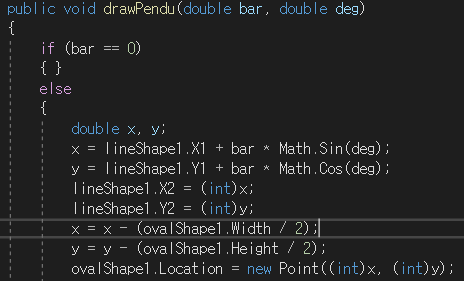 public void drawPendu(double bar, double deg)
{
if (bar == 0)
{ }
else
{
double x, y;
x = lineShape1.X1 + bar * Math.Sin(deg);
y = lineShape1.Y1 + bar * Math.Cos(deg);
lineShape1.X2 = (int)x;
lineShape1.Y2 = (int)y;
x = x - (ovalShape1.Width / 2);
y = y - (ovalShape1.Height / 2);
ovalShape1.Location = new Point((int)x, (int)y);